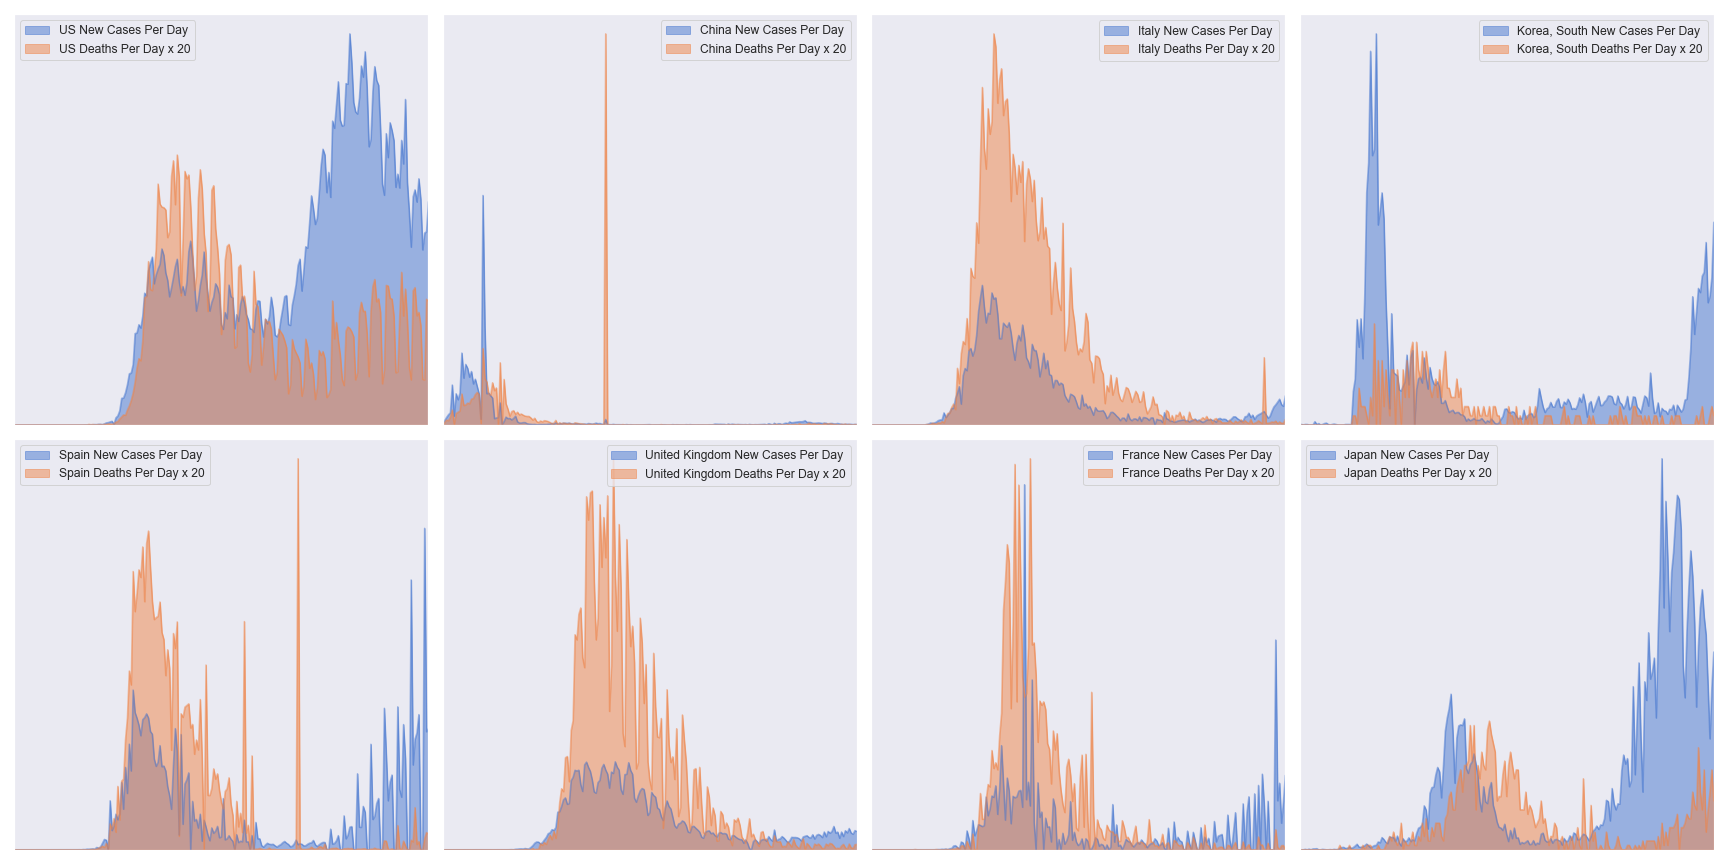 US New Cases Per Day
US Deaths Per Day x 20
China New Cases Per Day
China Deaths Per Day x 20
Italy New Cases Per Day
Italy Deaths Per Day x 20
Korea, South New Cases Per Day
Korea, South Deaths Per Day x 20
Spain New Cases Per Day
Spain Deaths Per Day x 20
United Kingdom New Cases Per Day
United Kingdom Deaths Per Day x 20
France New Cases Per Day
France Deaths Per Day x 20
Japan New Cases Per Day
Japan Deaths Per Day x 20